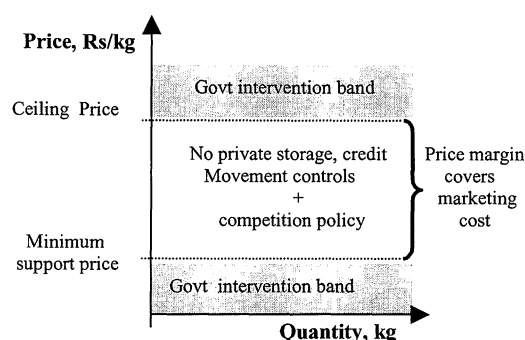 Price, Rs/kg
Govt intervention band
Ceiling Price
No private storage, credit
Movement controls
+
competition policy
Price margin
covers
marketing
cost
Minimum
support price
Govt intervention band
Quantity, kg